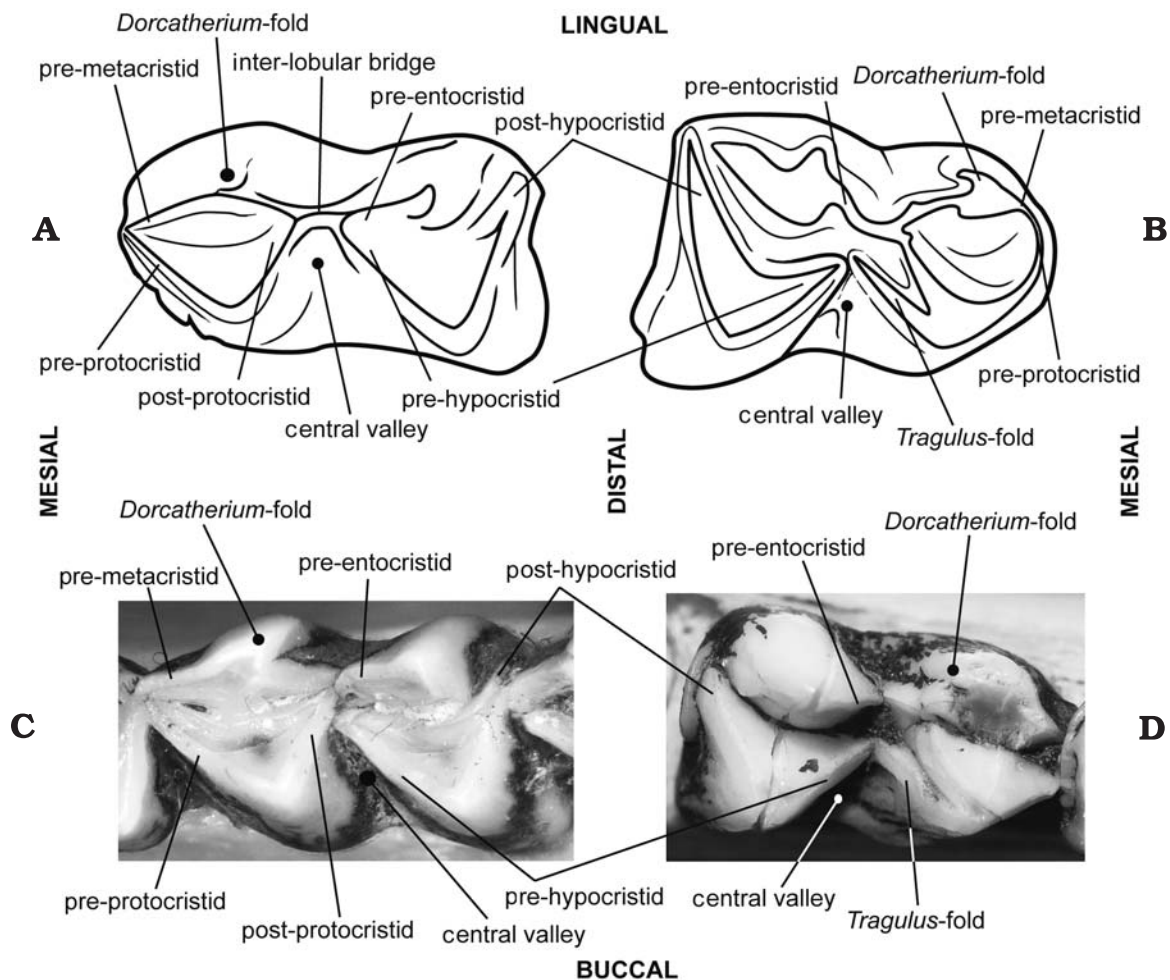 LINGUAL
Dorcatherium-fold
pre-metacristid
inter-lobular bridge
pre-entocristid
post-hypocristid
pre-entocristid
Dorcatherium-fold
pre-metacristid
A
B
pre-protocristid
post-protocristid
central valley
pre-hypocristid
central valley
Tragulus-fold
pre-protocristid
MESIAL
DISTAL
MESIAL
Dorcatherium-fold
pre-metacristid
pre-entocristid
post-hypocristid
pre-entocristid
Dorcatherium-fold
C
D
pre-protocristid
post-protocristid
central valley
pre-hypocristid
central valley
Tragulus-fold
BUCCAL